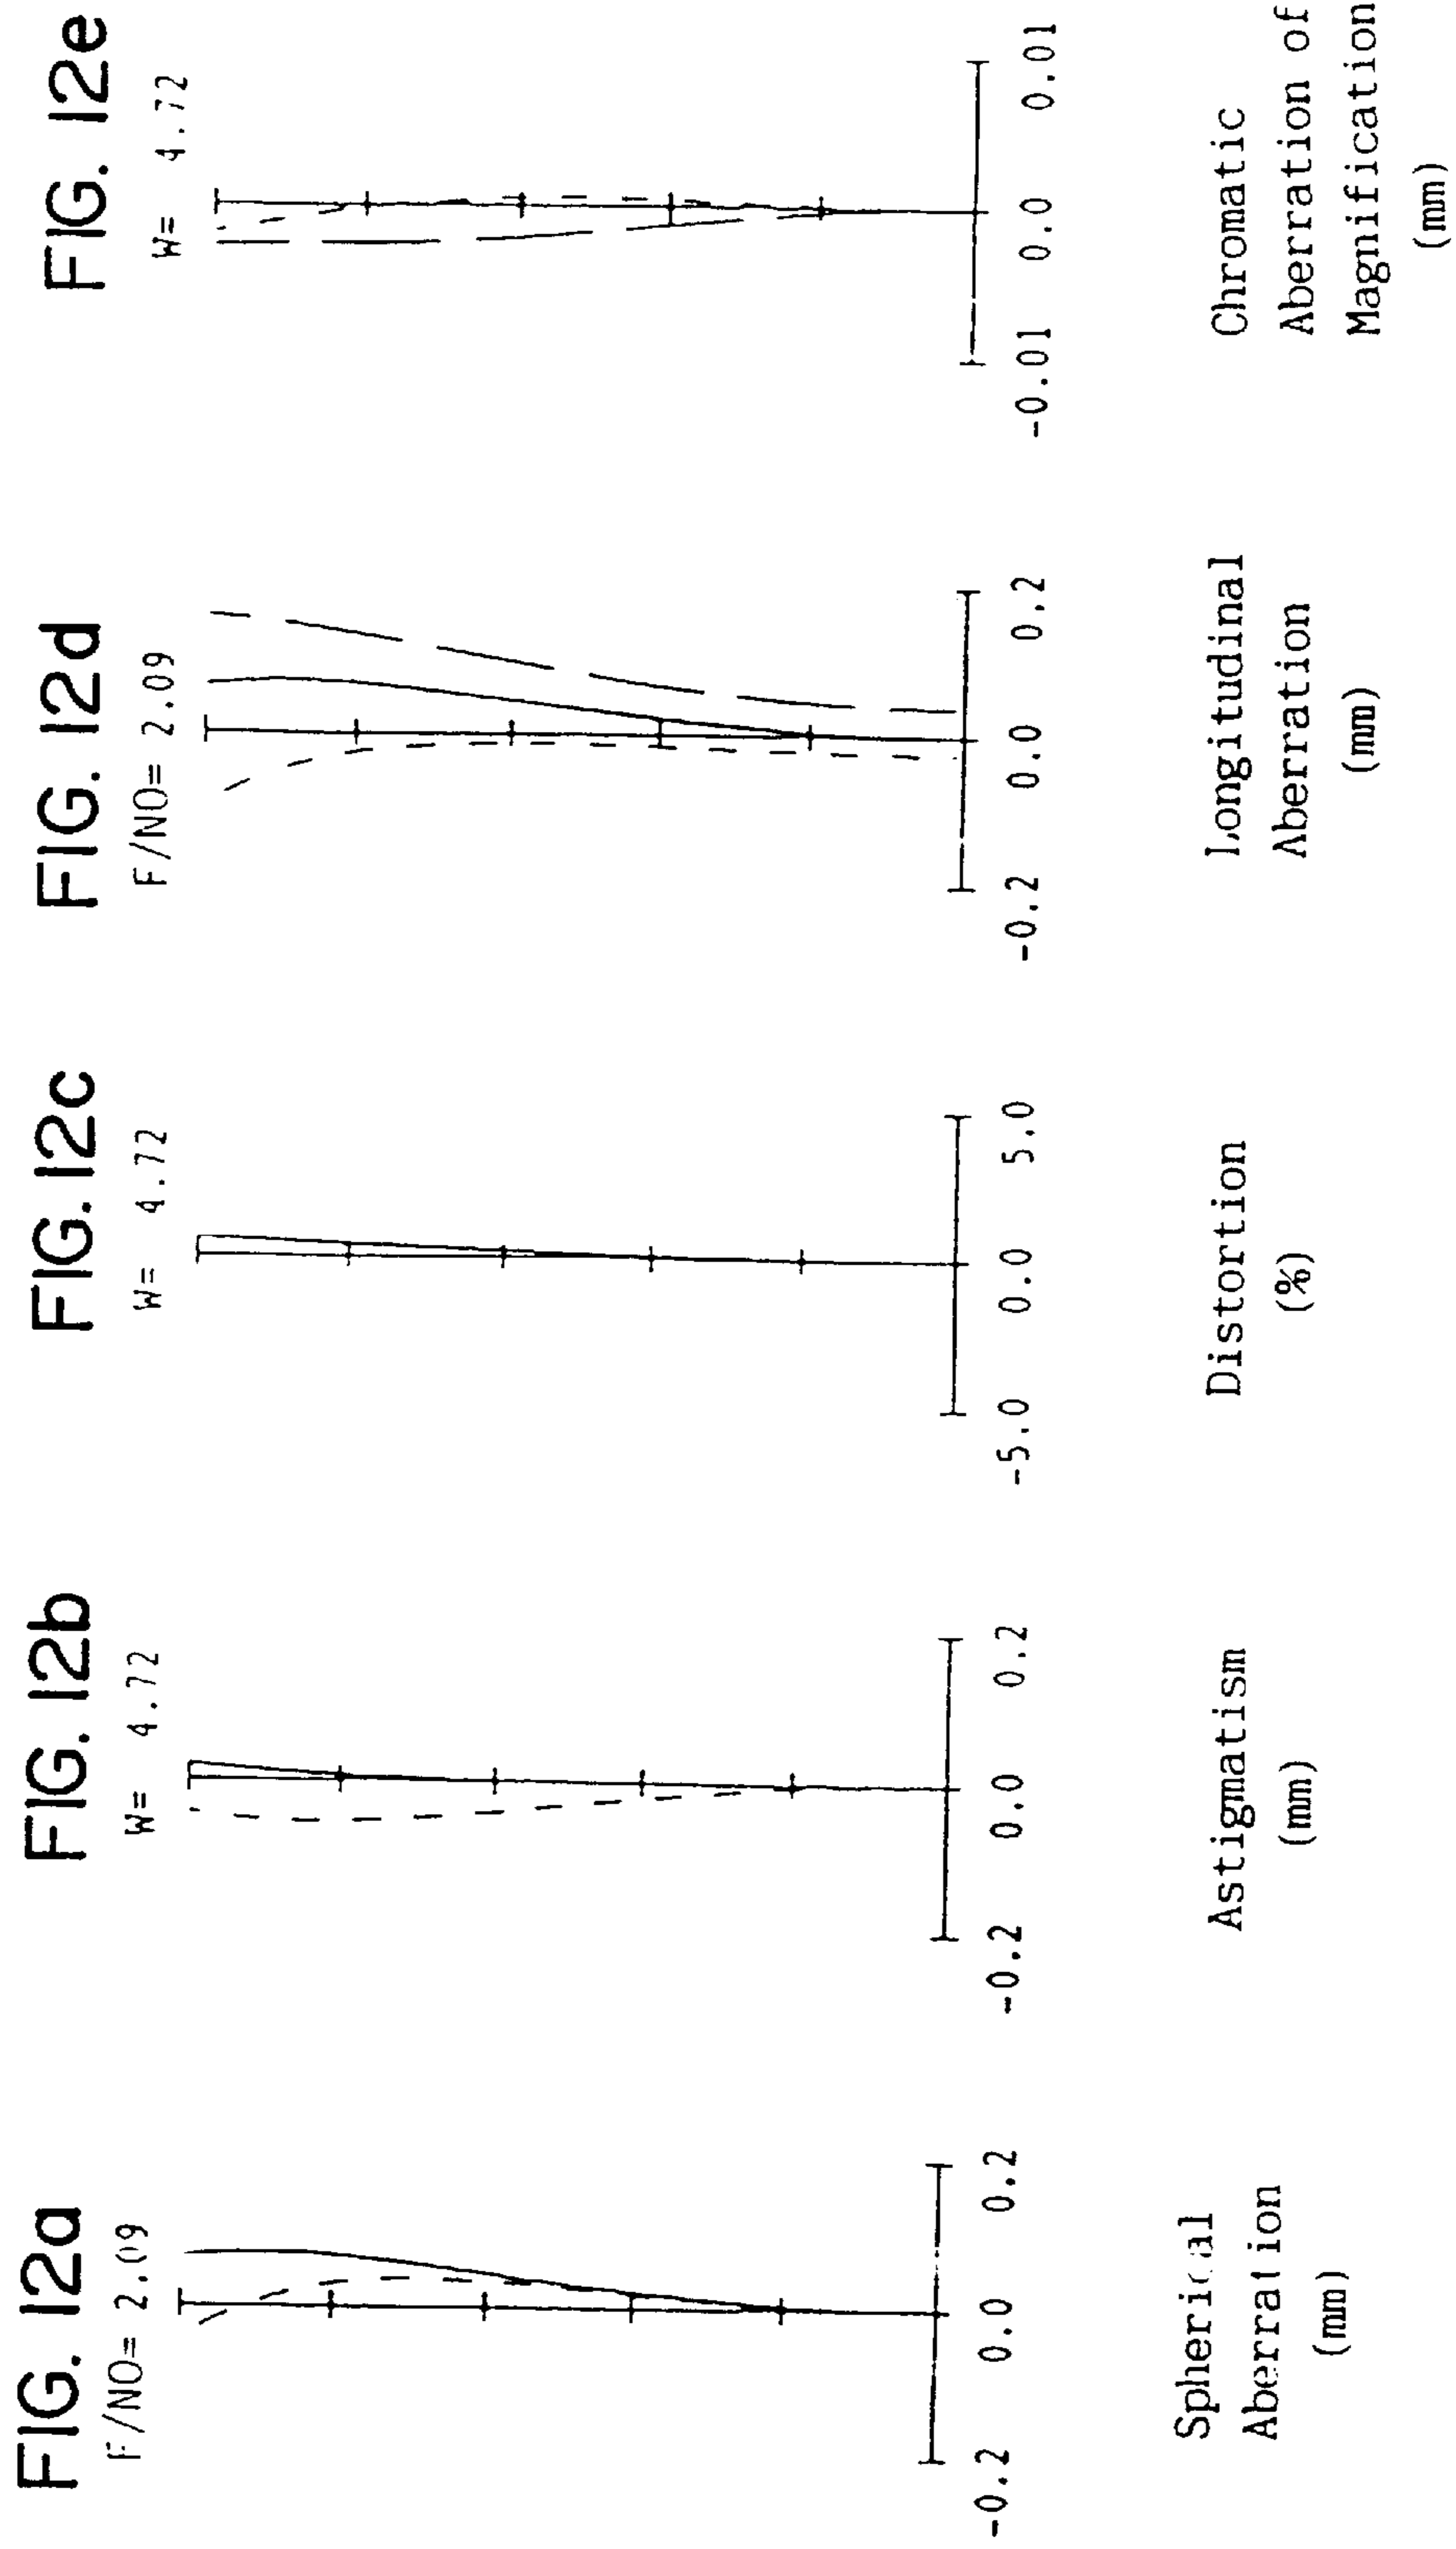 FIG. 12a
F/NO= 2.09
-0.2 0.0 0.2
Spherical
Aberration
(mm)
FIG. 12b
W= 4.72
-0.2 0.0 0.2
Astigmatism
(mm)
FIG. 12c
W= 4.72
-5.0 0.0 5.0
Distortion
(%)
FIG. 12d
F/NO= 2.09
-0.2 0.0 0.2
Longitudinal
Aberration
(mm)
FIG. 12e
W= 4.72
-0.01 0.0 0.01
Chromatic
Aberration of
Magnification
(mm)